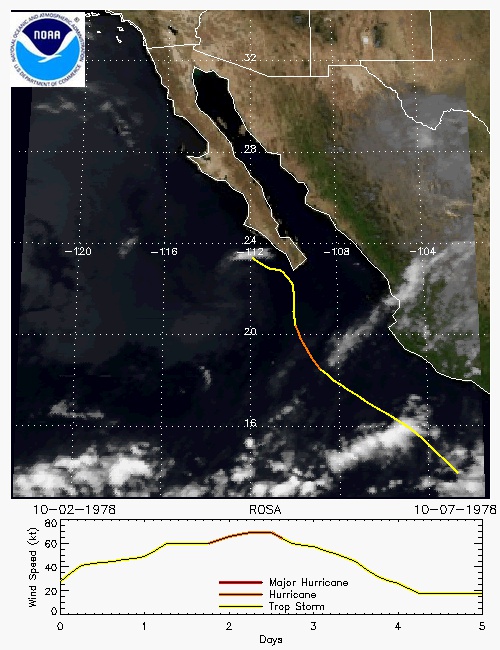 NATIONAL OCEANIC AND ATMOSPHERIC ADMINISTRATION
NOAA
U.S. DEPARTMENT OF COMMERCE
32
28
24
-120
-116
-112
-108
-104
20
16
10-02-1978 ROSA 10-07-1978
80
60
40
20
0
Wind Speed (kt)
Major Hurricane
Hurricane
Trop Storm
0 1 2 3 4 5
Days